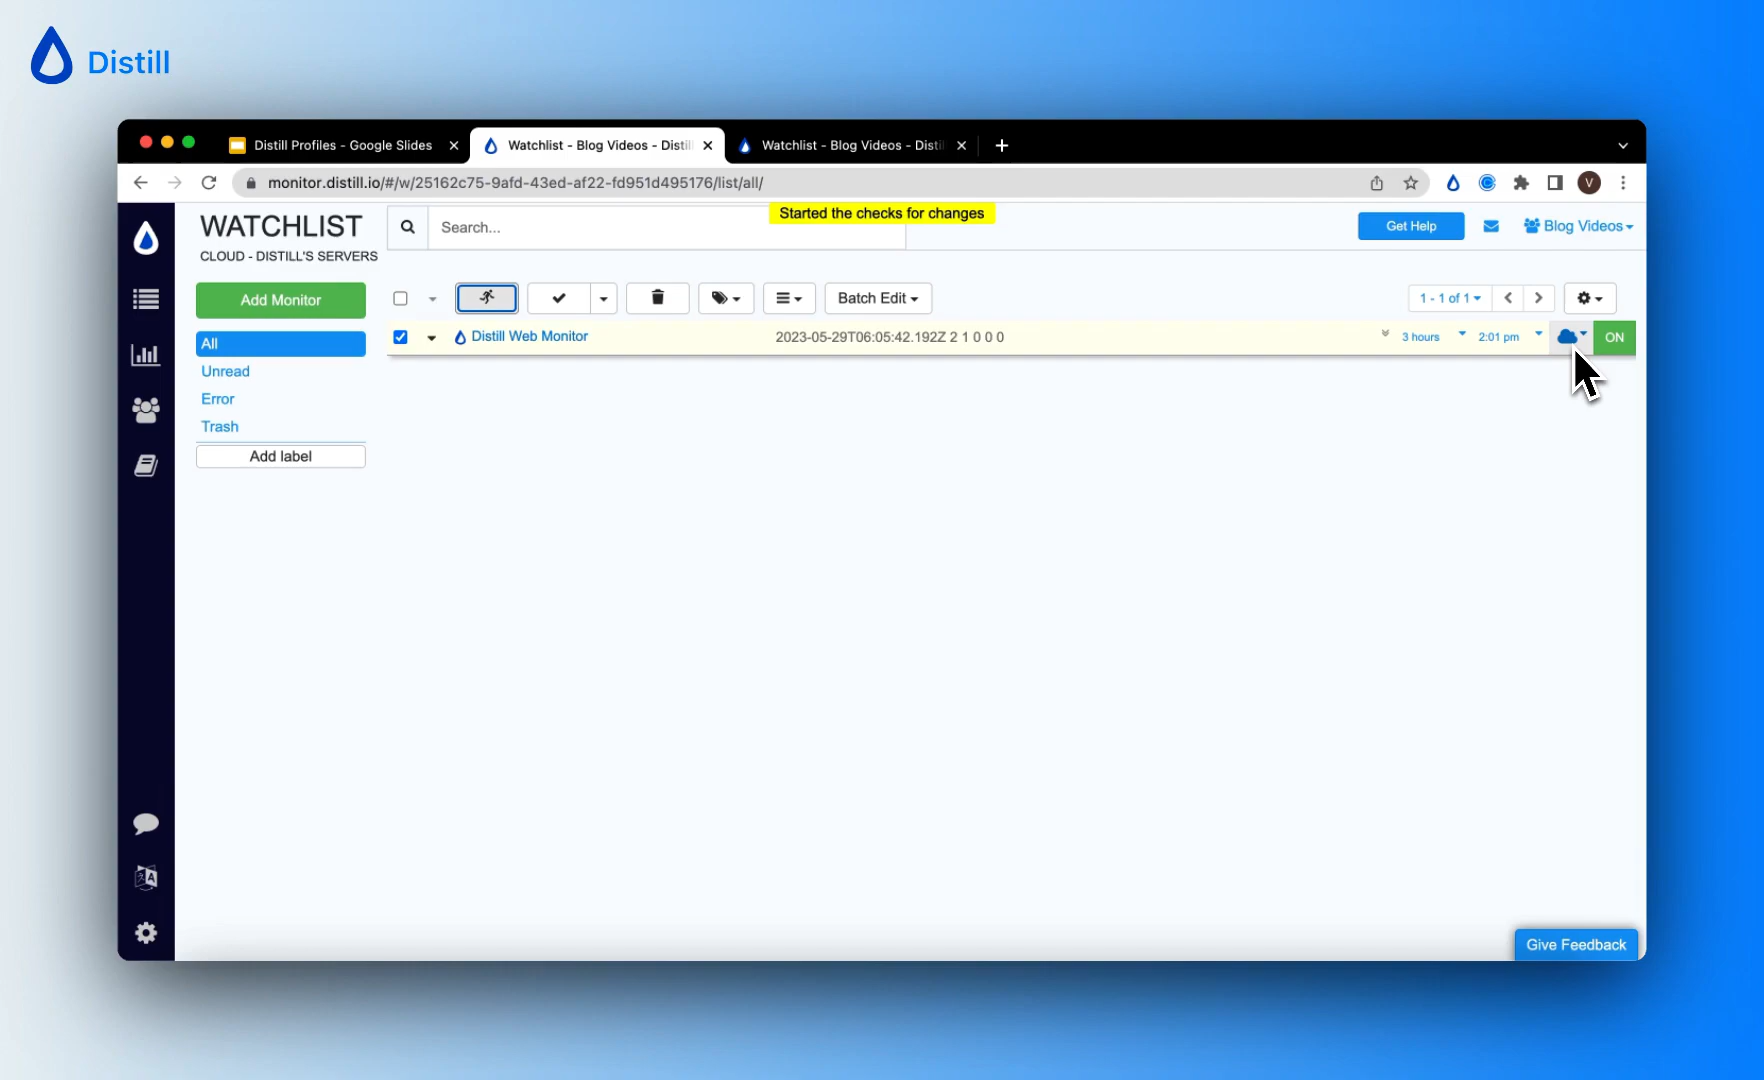 Distill
Distill Profiles - Google Slides
Watchlist - Blog Videos - Distill
Watchlist - Blog Videos - Disti
monitor.distill.io/#/w/25162c75-9afd-43ed-af22-fd951d495176/list/all/
V
WATCHLIST
CLOUD - DISTILL'S SERVERS
Search...
Started the checks for changes
Get Help
Blog Videos
Add Monitor
Batch Edit
1 - 1 of 1
All
Distill Web Monitor
2023-05-29T06:05:42.192Z 2 1 0 0 0
3 hours
2:01 pm
ON
Unread
Error
Trash
Add label
A
Give Feedback